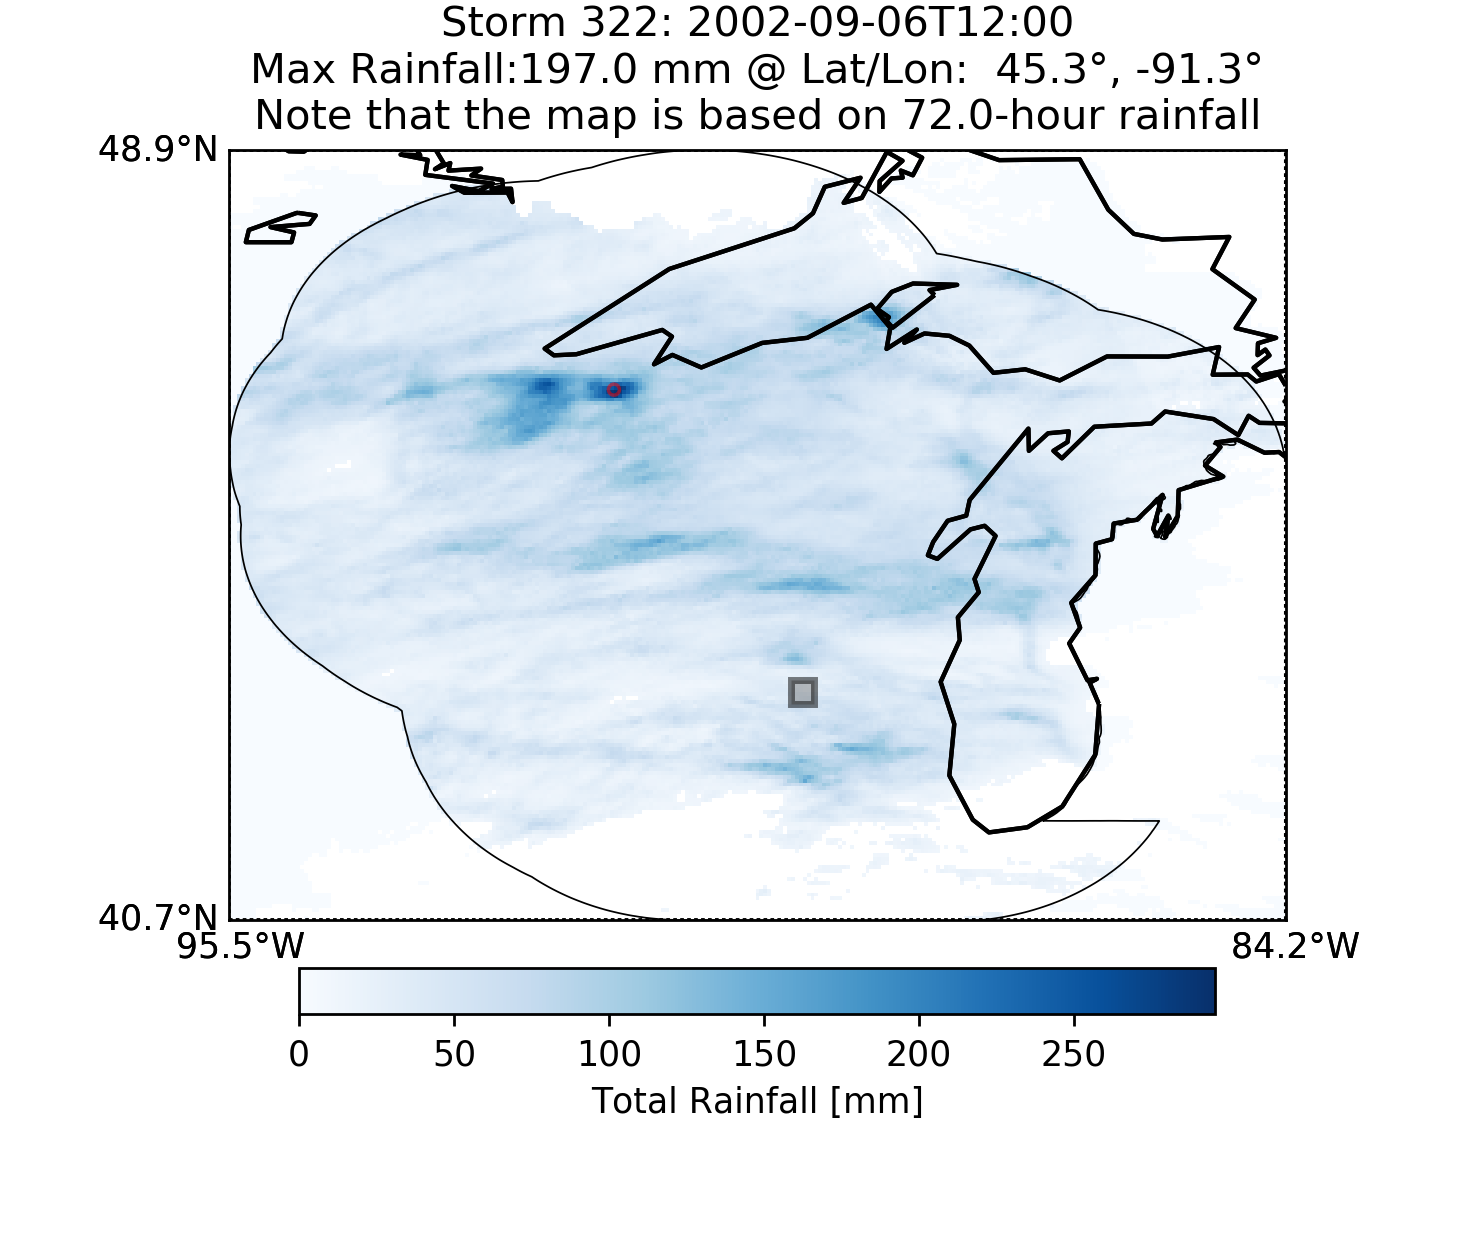 Storm 322: 2002-09-06T12:00
Max Rainfall:197.0 mm @ Lat/Lon:  45.3°, -91.3°
Note that the map is based on 72.0-hour rainfall
48.9°N
40.7°N
95.5°W 84.2°W
0 50 100 150 200 250
Total Rainfall [mm]